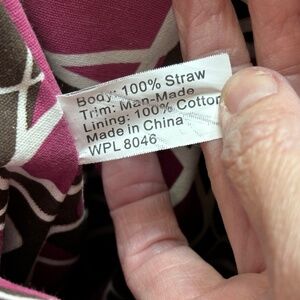 Body: 100% Straw
Trim: Man-Made
Lining: 100% Cotton
Made in China
WPL 8046